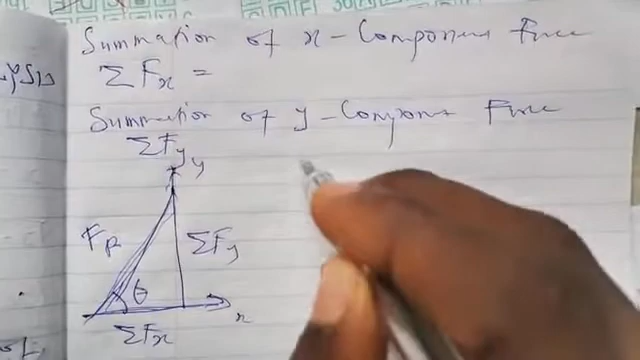 Summation of x-Component Force
ΣFx =
Summation of y-Component Force
ΣFy
y
FR
ΣFy
θ
x
ΣFx